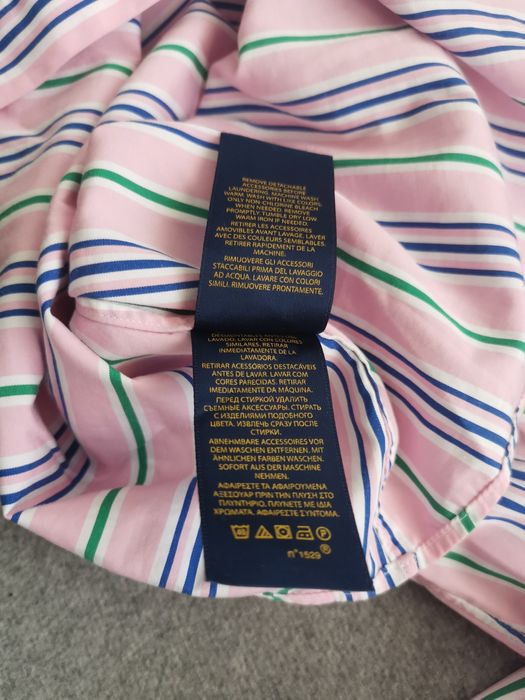 REMOVE DETACHABLE
ACCESSORIES BEFORE
LAUNDERING. MACHINE WASH
WARM. WASH WITH LIKE COLORS.
ONLY NON-CHLORINE BLEACH
WHEN NEEDED. REMOVE
PROMPTLY. TUMBLE DRY LOW
WARM IRON IF NEEDED.
RETIRER LES ACCESSOIRES
AMOVIBLES AVANT LAVAGE. LAVER
AVEC DES COULEURS SEMBLABLES.
RETIRER RAPIDEMENT DE LA
MACHINE.
RIMUOVERE GLI ACCESSORI
STACCABILI PRIMA DEL LAVAGGIO
AD ACQUA. LAVARE CON COLORI
SIMILI. RIMUOVERE PRONTAMENTE.
DESMONTABLES ANTES DEL
LAVADO. LAVAR CON COLORES
SIMILARES. RETIRAR
INMEDIATAMENTE DE LA
LAVADORA.
RETIRAR ACESSÓRIOS DESTACÁVEIS
ANTES DE LAVAR. LAVAR COM
CORES PARECIDAS. RETIRAR
IMEDIATAMENTE DA MÁQUINA.
ПЕРЕД СТИРКОЙ УДАЛИТЬ
СЪЕМНЫЕ АКСЕССУАРЫ. СТИРАТЬ
С ИЗДЕЛИЯМИ ПОДОБНОГО
ЦВЕТА. ИЗВЛЕЧЬ СРАЗУ ПОСЛЕ
СТИРКИ.
ABNEHMBARE ACCESSOIRES VOR
DEM WASCHEN ENTFERNEN. MIT
ÄHNLICHEN FARBEN WASCHEN.
SOFORT AUS DER MASCHINE
NEHMEN.
ΑΦΑΙΡΕΣΤΕ ΤΑ ΑΦΑΙΡΟΥΜΕΝΑ
ΑΞΕΣΟΥΑΡ ΠΡΙΝ ΤΗΝ ΠΛΥΣΗ ΣΤΟ
ΠΛΥΝΤΗΡΙΟ. ΠΛΥΝΕΤΕ ΜΕ ΙΔΙΑ
ΧΡΩΜΑΤΑ. ΑΦΑΙΡΕΣΤΕ ΣΥΝΤΟΜΑ.
40 P
n° 1529 ®